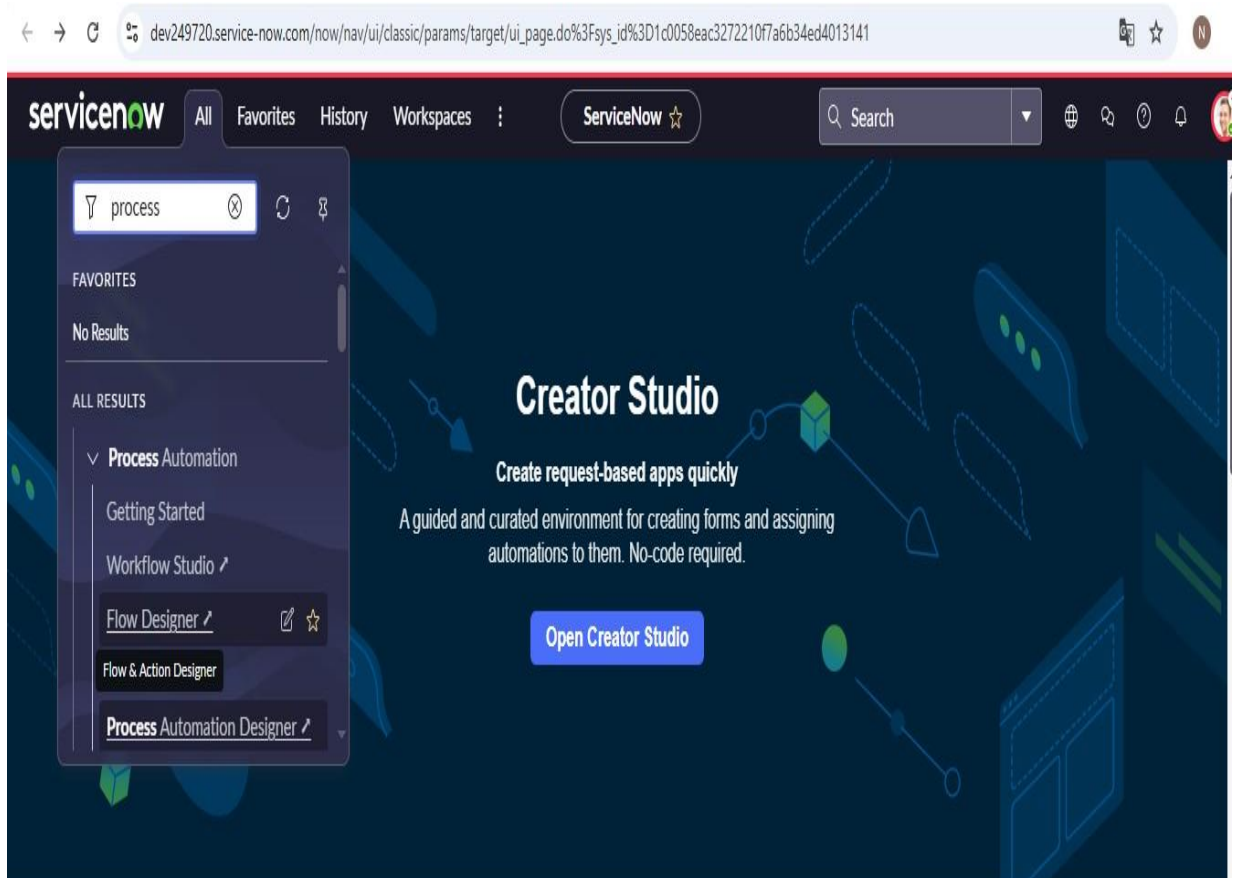 dev249720.service-now.com/now/nav/ui/classic/params/target/ui_page.do%3Fsys_id%3D1c0058eac3272210f7a6b34ed4013141
N
servicenow All Favorites History Workspaces ServiceNow Search
process
FAVORITES
No Results
ALL RESULTS
Process Automation
Getting Started
Workflow Studio
Flow Designer
Flow & Action Designer
Process Automation Designer
Creator Studio
Create request-based apps quickly
A guided and curated environment for creating forms and assigning
automations to them. No-code required.
Open Creator Studio